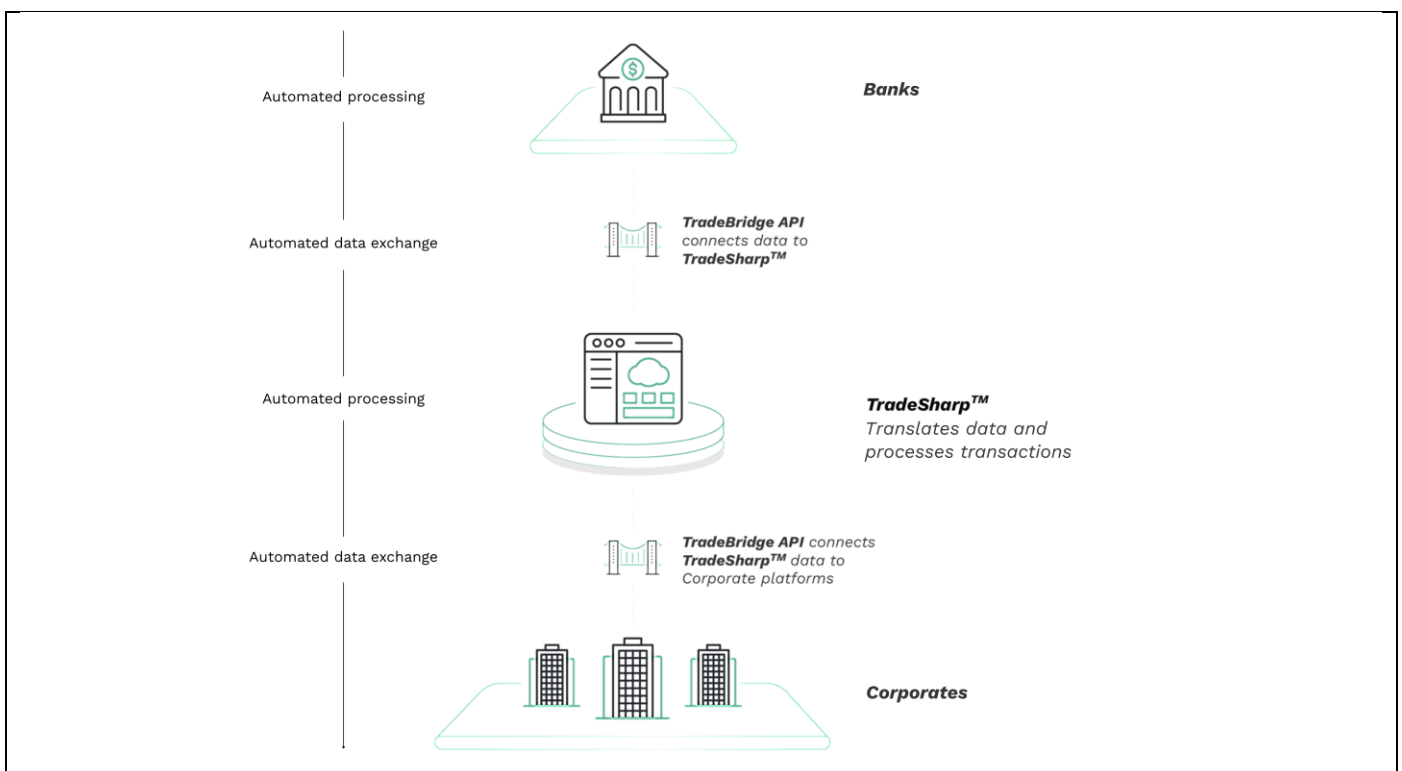 Automated processing
$
Banks
Automated data exchange
TradeBridge API
connects data to
TradeSharp™
Automated processing
TradeSharp™
Translates data and
processes transactions
Automated data exchange
TradeBridge API connects
TradeSharp™ data to
Corporate platforms
Corporates